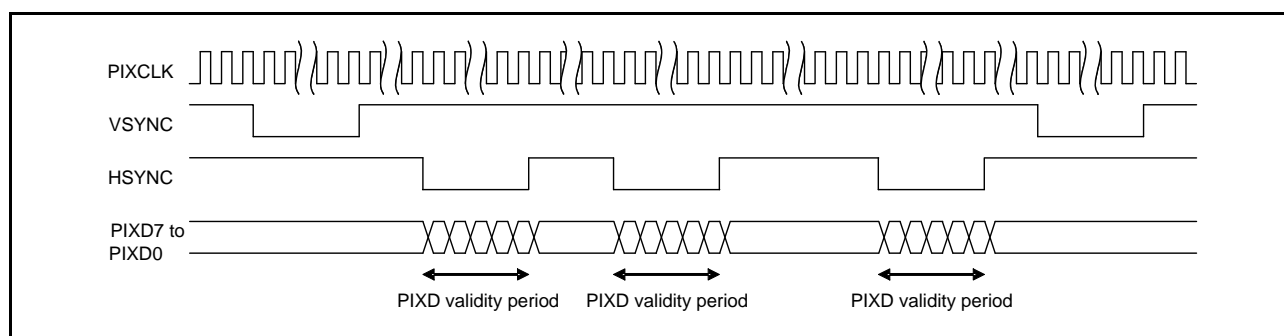 PIXCLK
VSYNC
HSYNC
PIXD7 to
PIXD0
PIXD validity period
PIXD validity period
PIXD validity period